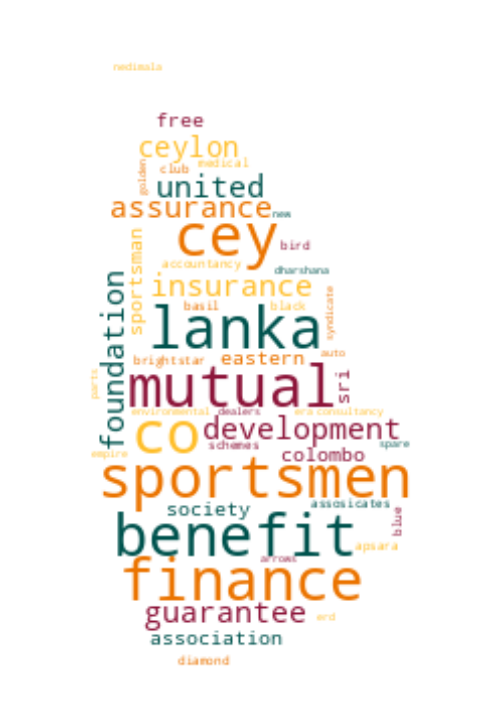 nedimals
free
ceylon
medical
club
golden
united
assurance
new
cey
bird
sportsman
accountancy
dharshana
insurance
foundation
basil
black
syndicate
lanka
auto
brightstar
eastern
parts
mutual
sri
environmental
dealers
era
consultancy
co
development
schemes
spare
colombo
empire
sportsmen
society
assosicates
blue
benefit
apsara
arrows
finance
guarantee
erd
association
diamond